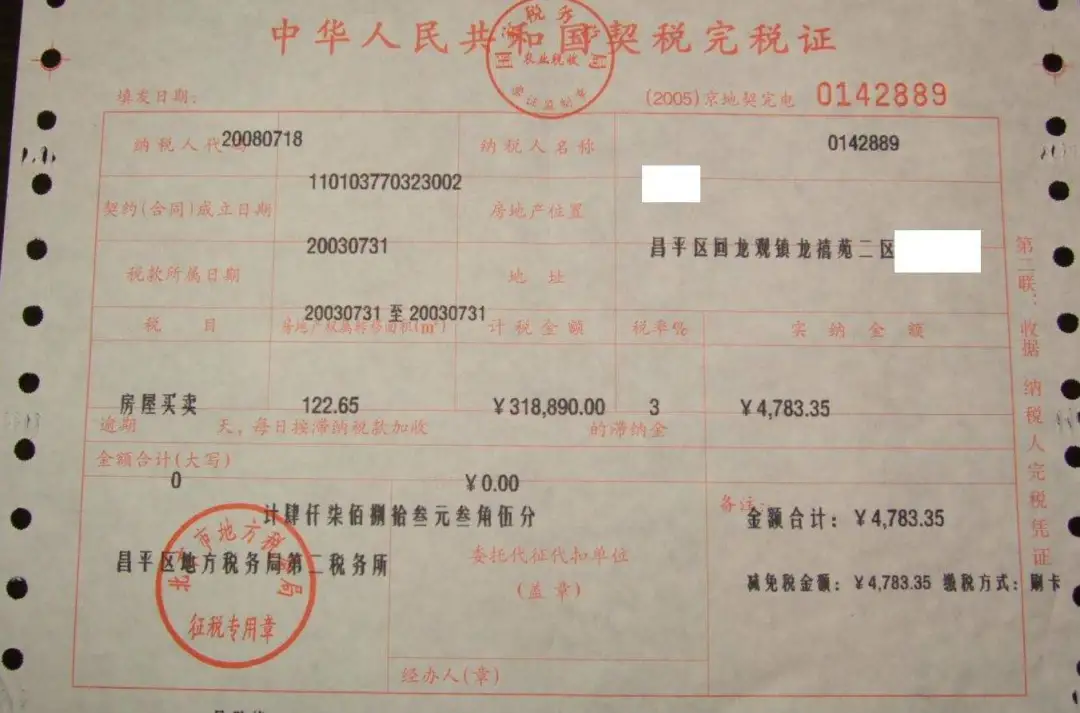 中华人民共和国契税完税证
填发日期: (2005)京地契完电 0142889
纳税人代码 20080718 纳税人名称 0142889
110103770323002
契约(合同)成立日期 房地产位置
20030731 昌平区回龙观镇龙禧苑二区
税款所属日期 地址
20030731 至 20030731
税目 房地产权属转移面积(m²) 计税金额 税率% 实纳金额
房屋买卖 122.65 ¥318,890.00 3 ¥4,783.35
逾期 天,每日按滞纳税款加收 的滞纳金
金额合计(大写)
0 ¥0.00
计肆仟柒佰捌拾叁元叁角伍分
备注:
金额合计: ¥4,783.35
昌平区地方税务局第二税务所
委托代征代扣单位
(盖章)
减免税金额: ¥4,783.35 缴税方式: 刷卡
征税专用章
经办人(章)
第二联:收据 纳税人完税凭证
农业税收